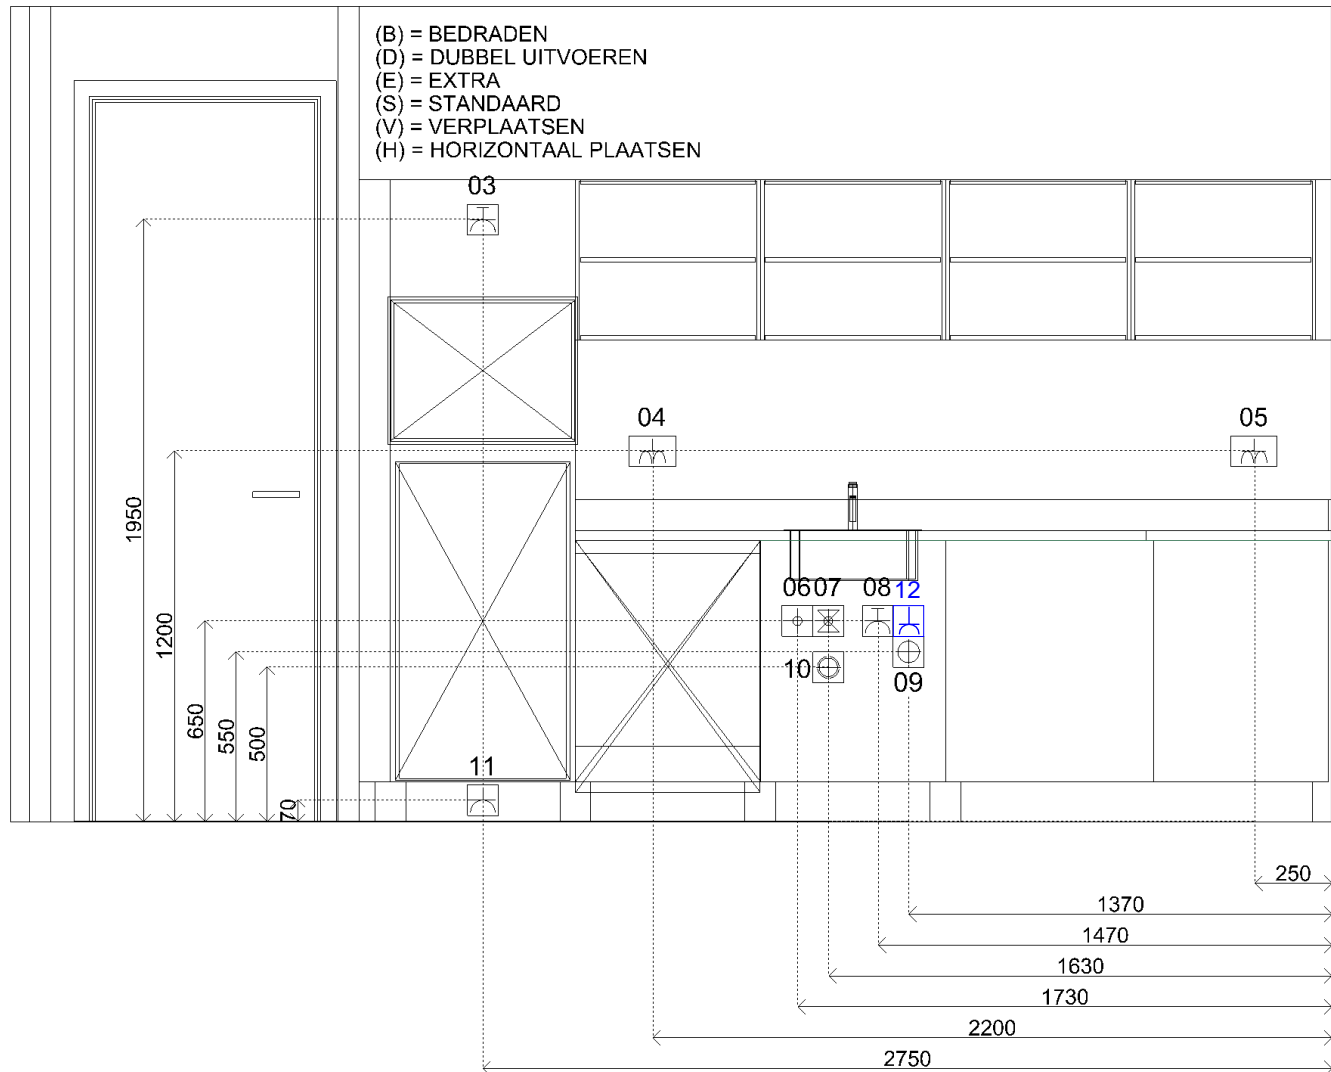 (B) = BEDRADEN
(D) = DUBBEL UITVOEREN
(E) = EXTRA
(S) = STANDAARD
(V) = VERPLAATSEN
(H) = HORIZONTAAL PLAATSEN
03
04
05
1950
1200
06 07 08 12
650
550
500
10
09
70
11
250
1370
1470
1630
1730
2200
2750